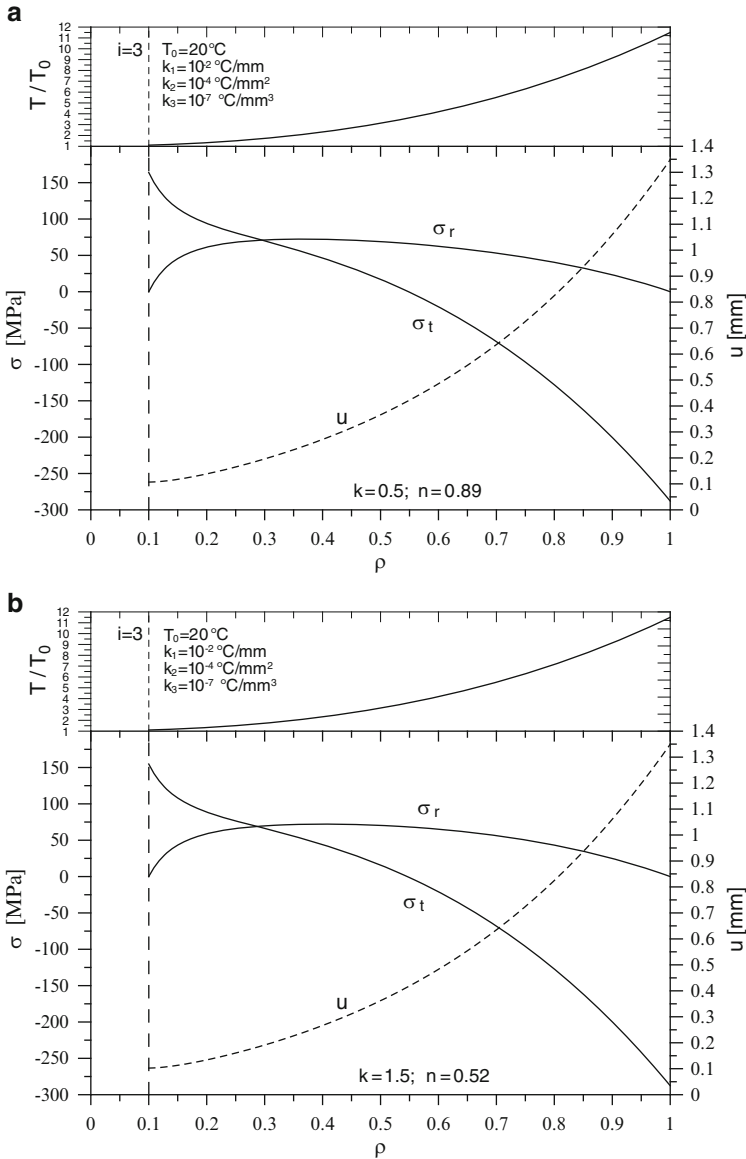 a
12
11
10
9
8
7
6
5
4
3
2
1
T / T₀
i=3
T₀=20°C
k₁=10⁻² °C/mm
k₂=10⁻⁴ °C/mm²
k₃=10⁻⁷ °C/mm³
150
100
50
0
-50
-100
-150
-200
-250
-300
σ [MPa]
σ r
σ t
u
k=0.5; n=0.89
1.4
1.3
1.2
1.1
1
0.9
0.8
0.7
0.6
0.5
0.4
0.3
0.2
0.1
0
u [mm]
0 0.1 0.2 0.3 0.4 0.5 0.6 0.7 0.8 0.9 1
ρ
b
12
11
10
9
8
7
6
5
4
3
2
1
T / T₀
i=3
T₀=20°C
k₁=10⁻² °C/mm
k₂=10⁻⁴ °C/mm²
k₃=10⁻⁷ °C/mm³
150
100
50
0
-50
-100
-150
-200
-250
-300
σ [MPa]
σ r
σ t
u
k=1.5; n=0.52
1.4
1.3
1.2
1.1
1
0.9
0.8
0.7
0.6
0.5
0.4
0.3
0.2
0.1
0
u [mm]
0 0.1 0.2 0.3 0.4 0.5 0.6 0.7 0.8 0.9 1
ρ